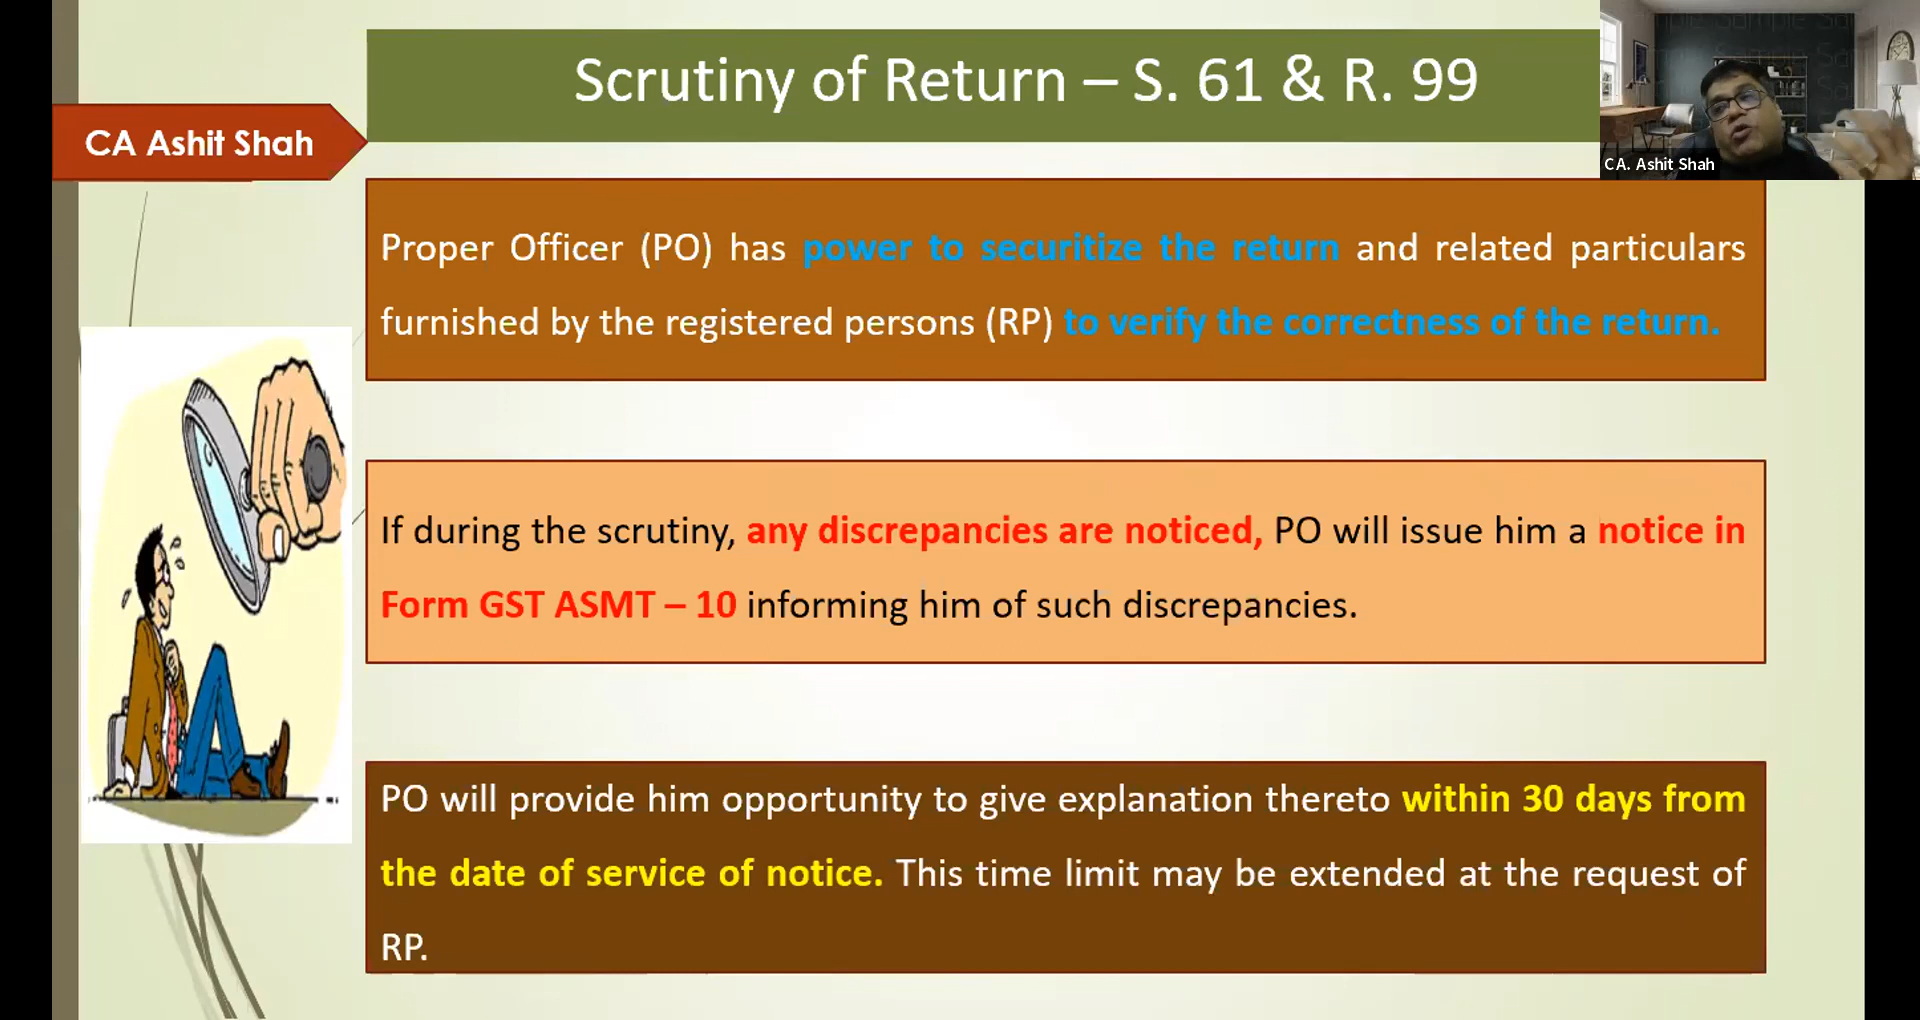 Scrutiny of Return – S. 61 & R. 99
CA Ashit Shah
CA. Ashit Shah
Proper Officer (PO) has power to securitize the return and related particulars
furnished by the registered persons (RP) to verify the correctness of the return.
If during the scrutiny, any discrepancies are noticed, PO will issue him a notice in
Form GST ASMT – 10 informing him of such discrepancies.
PO will provide him opportunity to give explanation thereto within 30 days from
the date of service of notice. This time limit may be extended at the request of
RP.